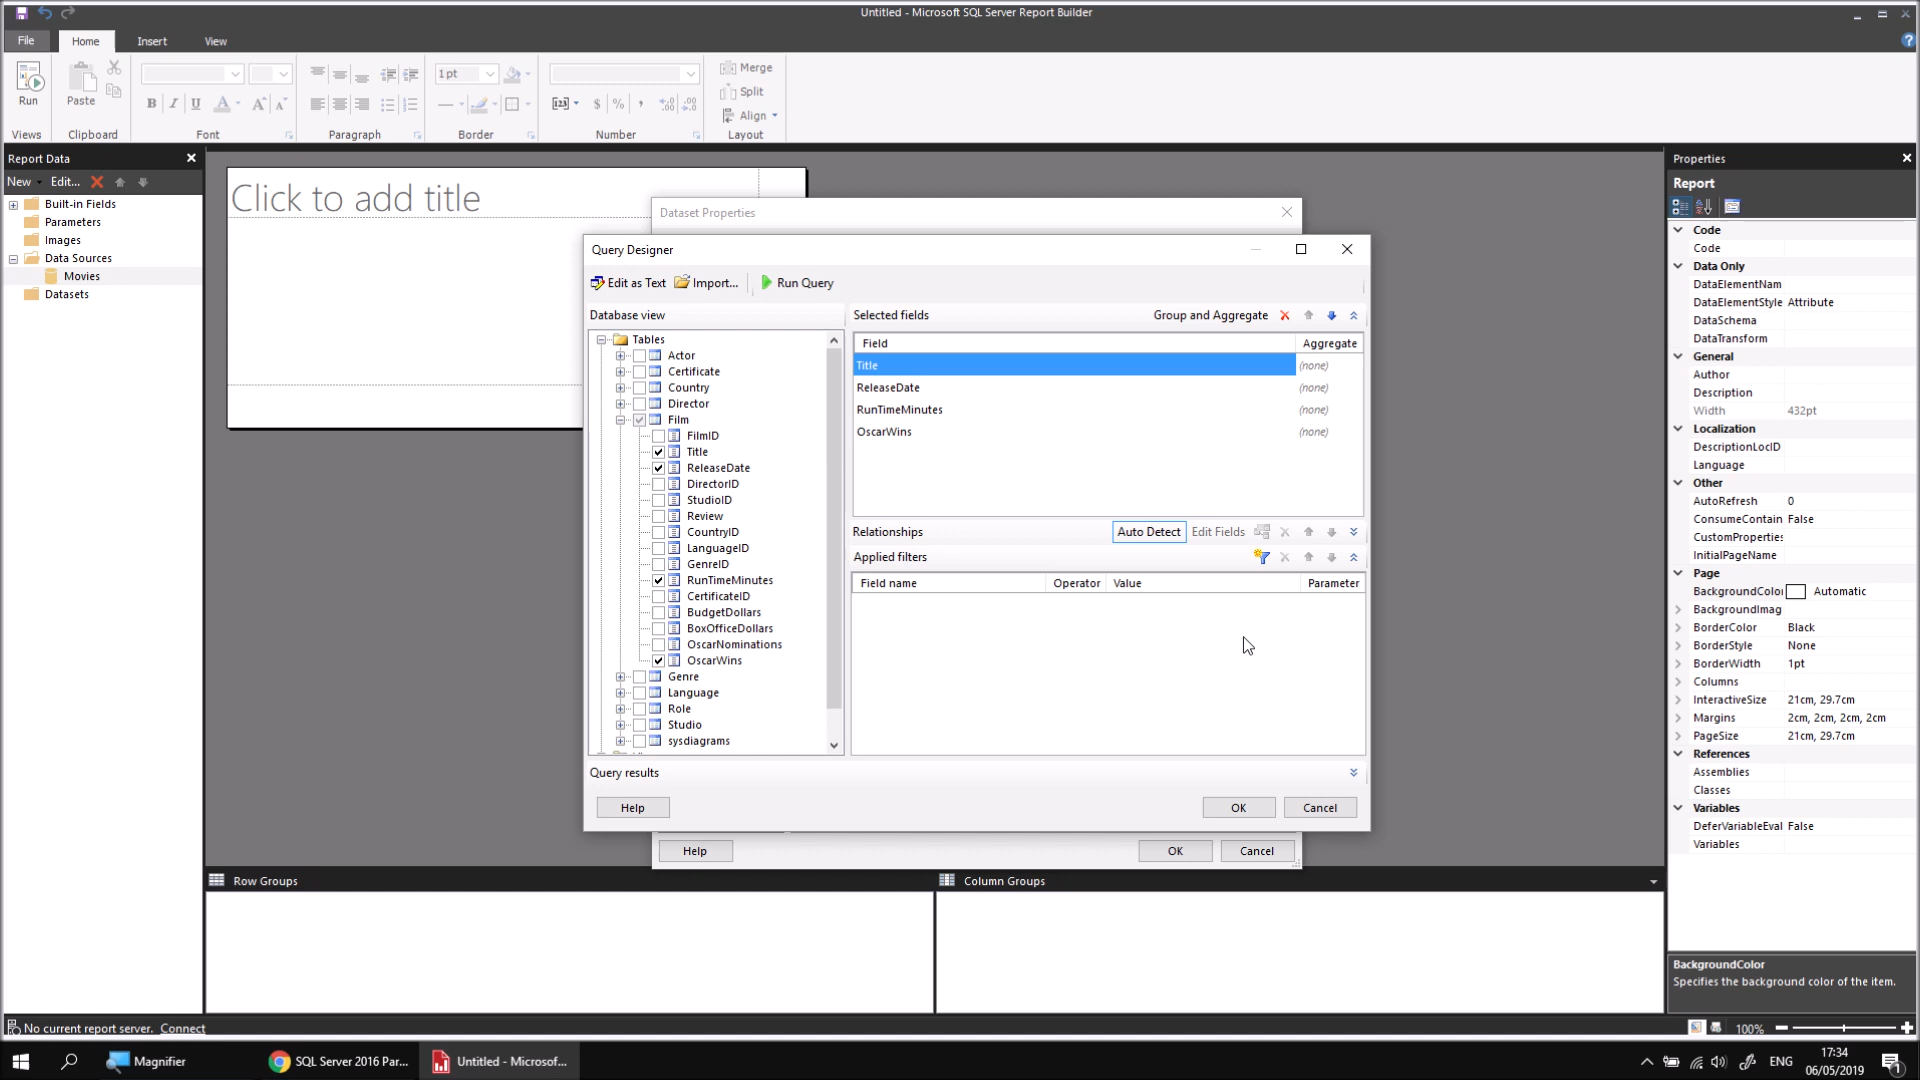 Untitled - Microsoft SQL Server Report Builder
File
Home
Insert
View
Run
Paste
1pt
Merge
Split
Align
Views
Clipboard
Font
Paragraph
Border
Number
Layout
Report Data
New
Edit...
Built-in Fields
Parameters
Images
Data Sources
Movies
Datasets
Click to add title
Dataset Properties
Query Designer
Edit as Text
Import...
Run Query
Database view
Tables
Actor
Certificate
Country
Director
Film
FilmID
Title
ReleaseDate
DirectorID
StudioID
Review
CountryID
LanguageID
GenreID
RunTimeMinutes
CertificateID
BudgetDollars
BoxOfficeDollars
OscarNominations
OscarWins
Genre
Language
Role
Studio
sysdiagrams
Selected fields
Group and Aggregate
Field Aggregate
Title (none)
ReleaseDate (none)
RunTimeMinutes (none)
OscarWins (none)
Relationships
Auto Detect
Edit Fields
Applied filters
Field name Operator Value Parameter
Query results
Help
OK
Cancel
Help
OK
Cancel
Row Groups
Column Groups
Properties
Report
Code
Code
Data Only
DataElementNam
DataElementStyle Attribute
DataSchema
DataTransform
General
Author
Description
Width 432pt
Localization
DescriptionLocID
Language
Other
AutoRefresh 0
ConsumeContain False
CustomProperties
InitialPageName
Page
BackgroundColor Automatic
BackgroundImag
BorderColor Black
BorderStyle None
BorderWidth 1pt
Columns
InteractiveSize 21cm, 29.7cm
Margins 2cm, 2cm, 2cm, 2cm
PageSize 21cm, 29.7cm
References
Assemblies
Classes
Variables
DeferVariableEval False
Variables
BackgroundColor
Specifies the background color of the item.
No current report server. Connect
100%
Magnifier
SQL Server 2016 Par...
Untitled - Microsof...
ENG
17:34
06/05/2019